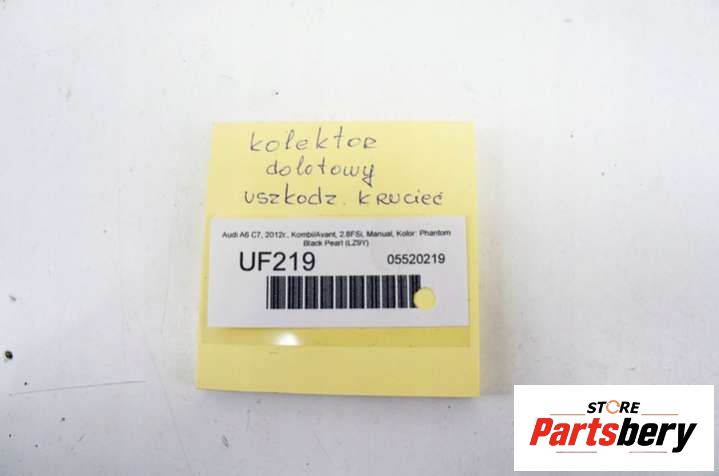 kolektor
dolotowy
uszkodz. kruciec
Audi A6 C7, 2012r., Kombi/Avant, 2.8FSi, Manual, Kolor: Phantom
Black Pearl (LZ9Y)
UF219 05520219
STORE
Partsbery